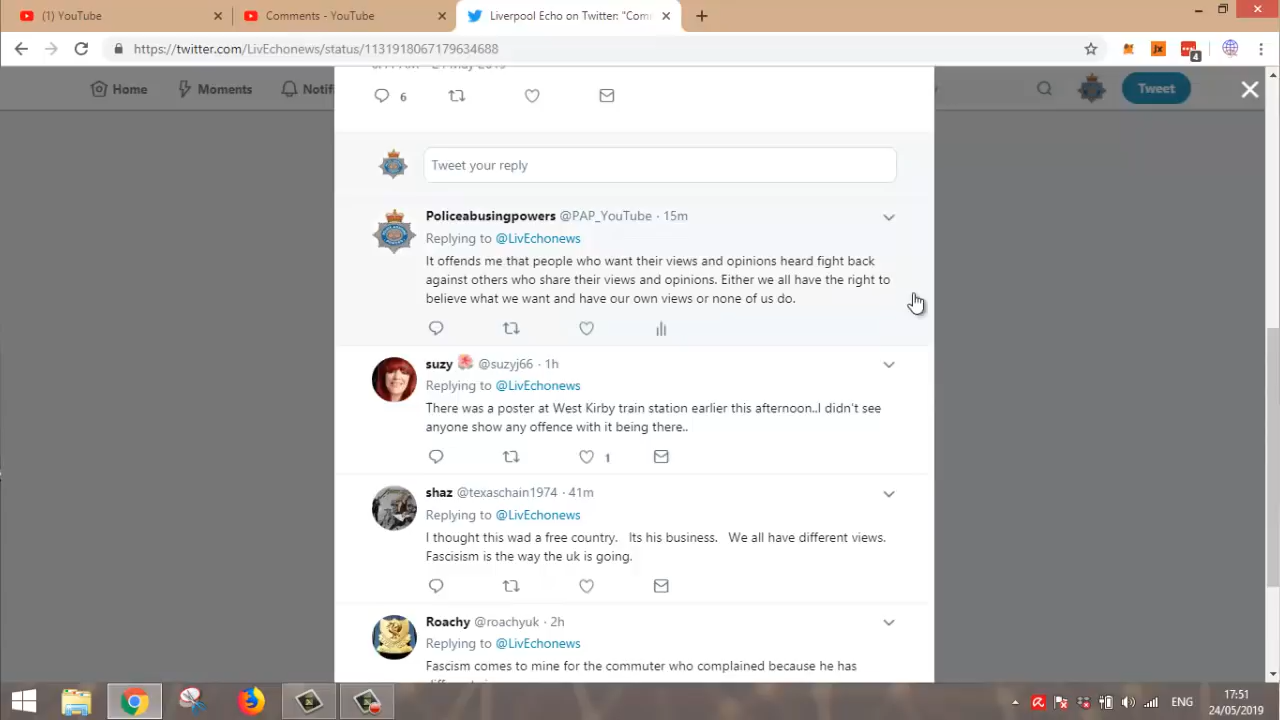 (1) YouTube
Comments - YouTube
Liverpool Echo on Twitter: "Com
https://twitter.com/LivEchonews/status/1131918067179634688
4
Home
Moments
Notif
Tweet
6
Tweet your reply
Policeabusingpowers @PAP_YouTube · 15m
Replying to @LivEchonews
It offends me that people who want their views and opinions heard fight back
against others who share their views and opinions. Either we all have the right to
believe what we want and have our own views or none of us do.
suzy @suzyj66 · 1h
Replying to @LivEchonews
There was a poster at West Kirby train station earlier this afternoon..I didn't see
anyone show any offence with it being there..
1
shaz @texaschain1974 · 41m
Replying to @LivEchonews
I thought this wad a free country. Its his business. We all have different views.
Fascisism is the way the uk is going.
Roachy @roachyuk · 2h
Replying to @LivEchonews
Fascism comes to mine for the commuter who complained because he has
ENG
17:51
24/05/2019